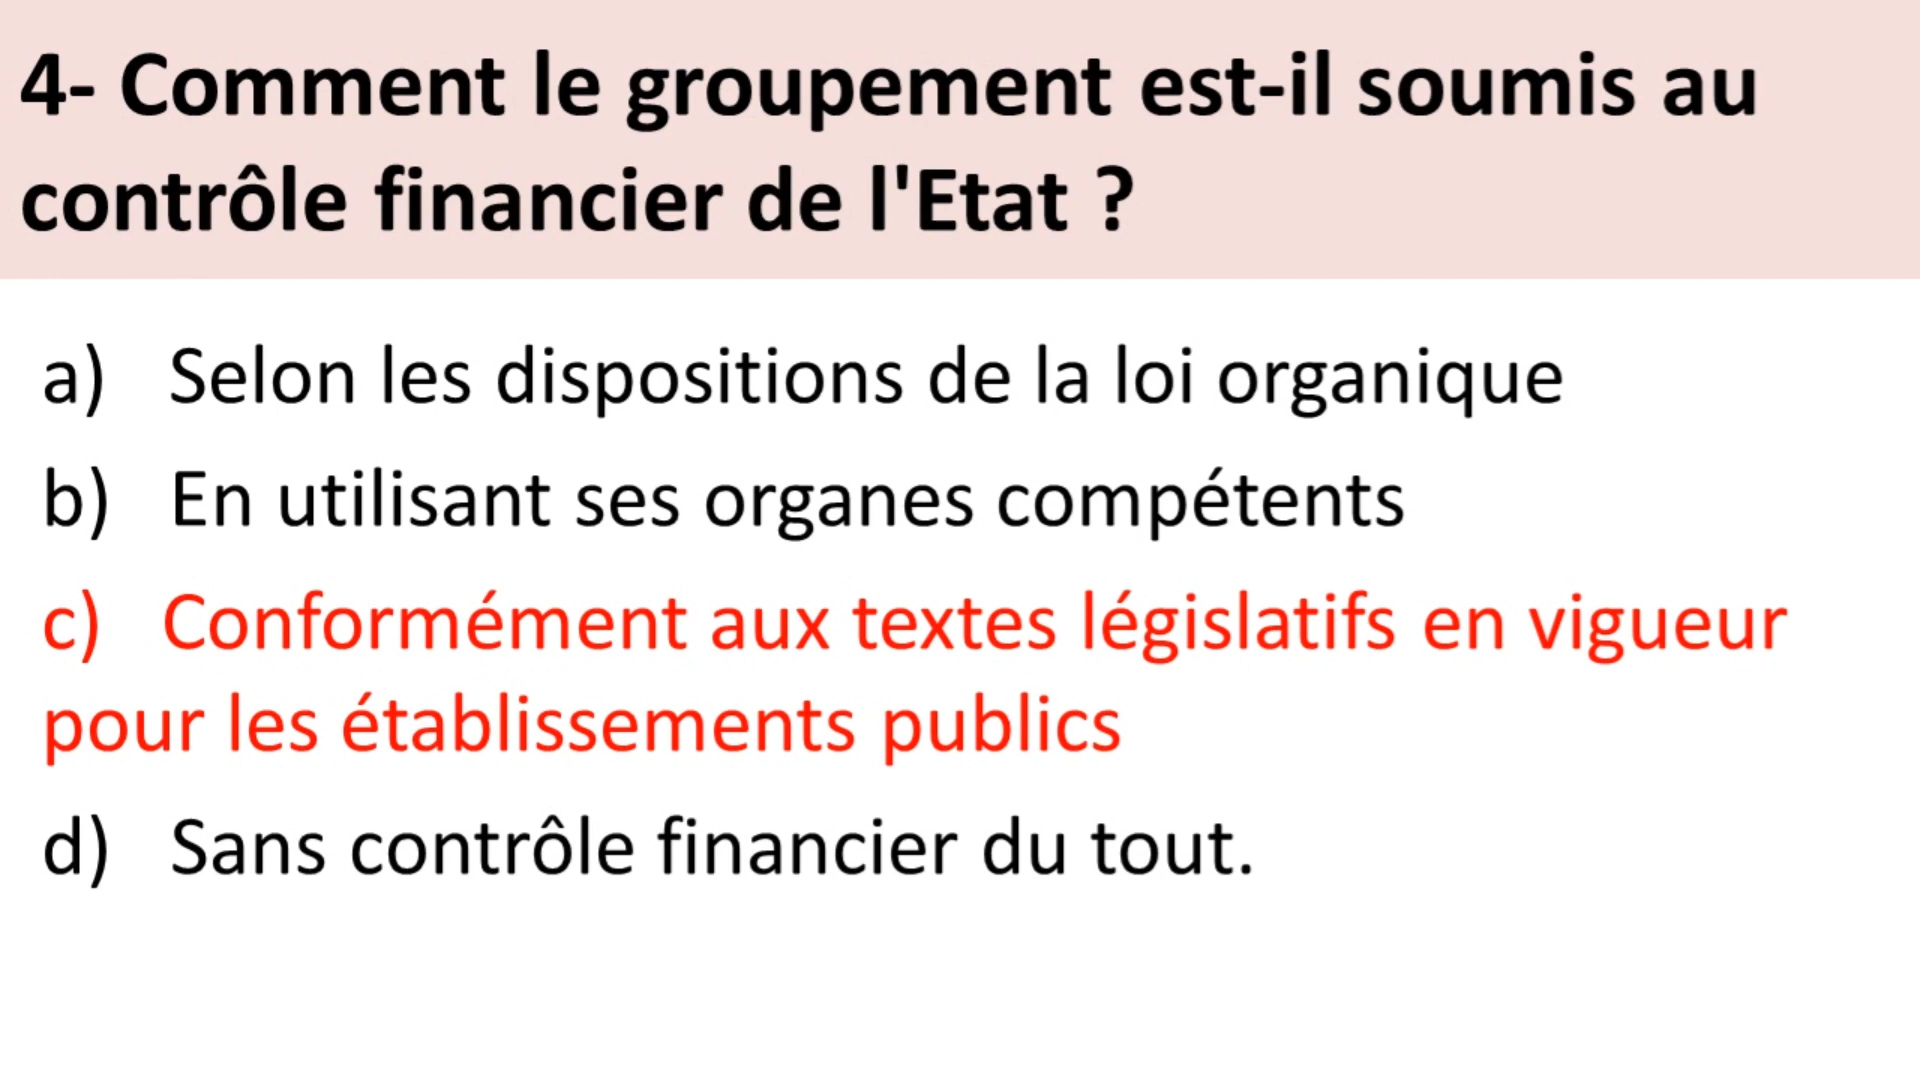 4- Comment le groupement est-il soumis au
contrôle financier de l'Etat ?
a) Selon les dispositions de la loi organique
b) En utilisant ses organes compétents
c) Conformément aux textes législatifs en vigueur
pour les établissements publics
d) Sans contrôle financier du tout.